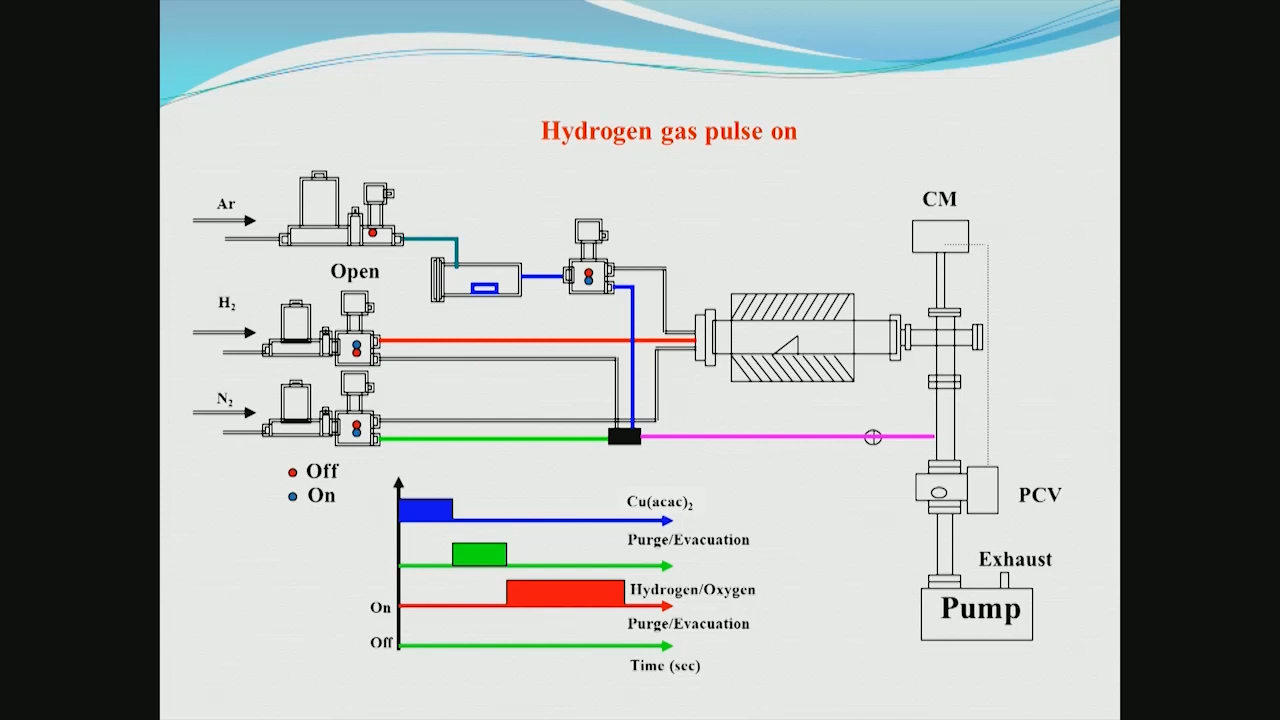 Hydrogen gas pulse on
CM
Ar
Open
H2
N2
Off
On
Cu(acac)2
PCV
Purge/Evacuation
Exhaust
Hydrogen/Oxygen
On
Pump
Purge/Evacuation
Off
Time (sec)